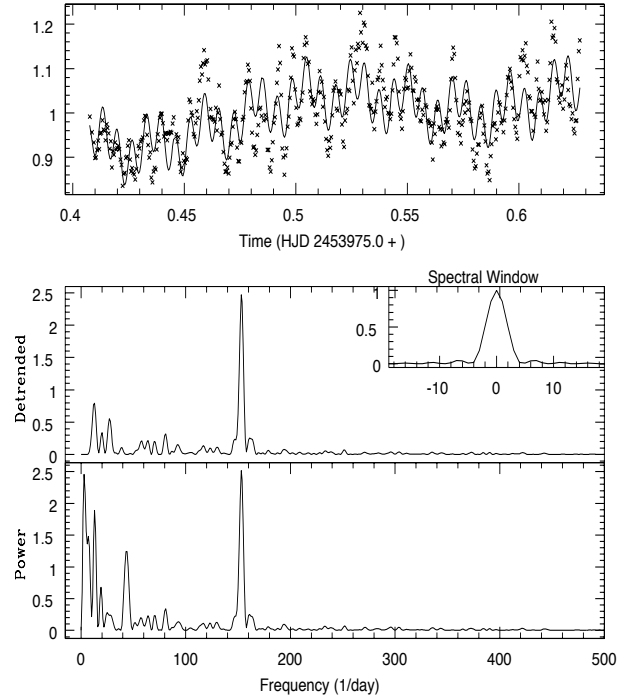 1.2
1.1
1
0.9
0.4 0.45 0.5 0.55 0.6
Time (HJD 2453975.0 + )
Spectral Window
1
0.5
0
-10 0 10
Detrended
2.5
2
1.5
1
0.5
0
Power
2.5
2
1.5
1
0.5
0
0 100 200 300 400 500
Frequency (1/day)